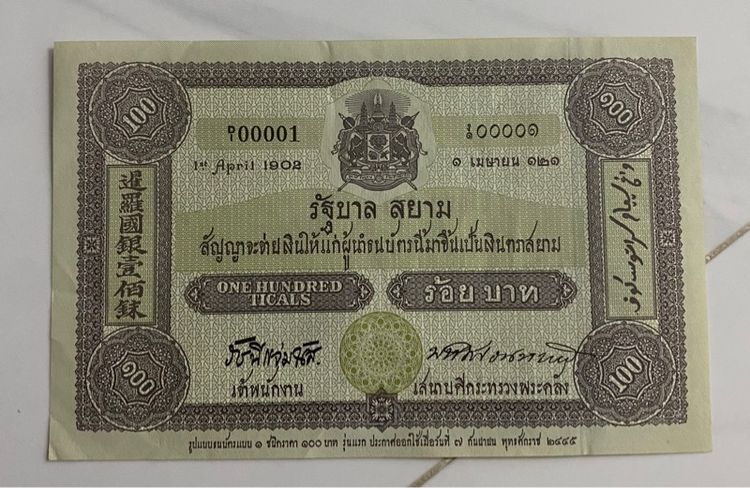 100
๑๐๐
ก/1 00001
ก/๑ ๐๐๐๐๑
1st April 1902
๑ เมษายน ๑๒๑
暹羅國銀壹佰銖
รัฐบาล สยาม
สัญญาจะจ่ายเงินให้แก่ผู้นำธนบัตรนี้มาขึ้นเป็นเงินตราสยาม
ONE HUNDRED
TICALS
ร้อย บาท
เจ้าพนักงาน
เสนาบดีกระทรวงพระคลัง
๑๐๐
100
รูปแบบธนบัตรแบบ ๑ ชนิดราคา ๑๐๐ บาท รุ่นแรก ประกาศออกใช้เมื่อวันที่ ๗ กันยายน พุทธศักราช ๒๔๔๕